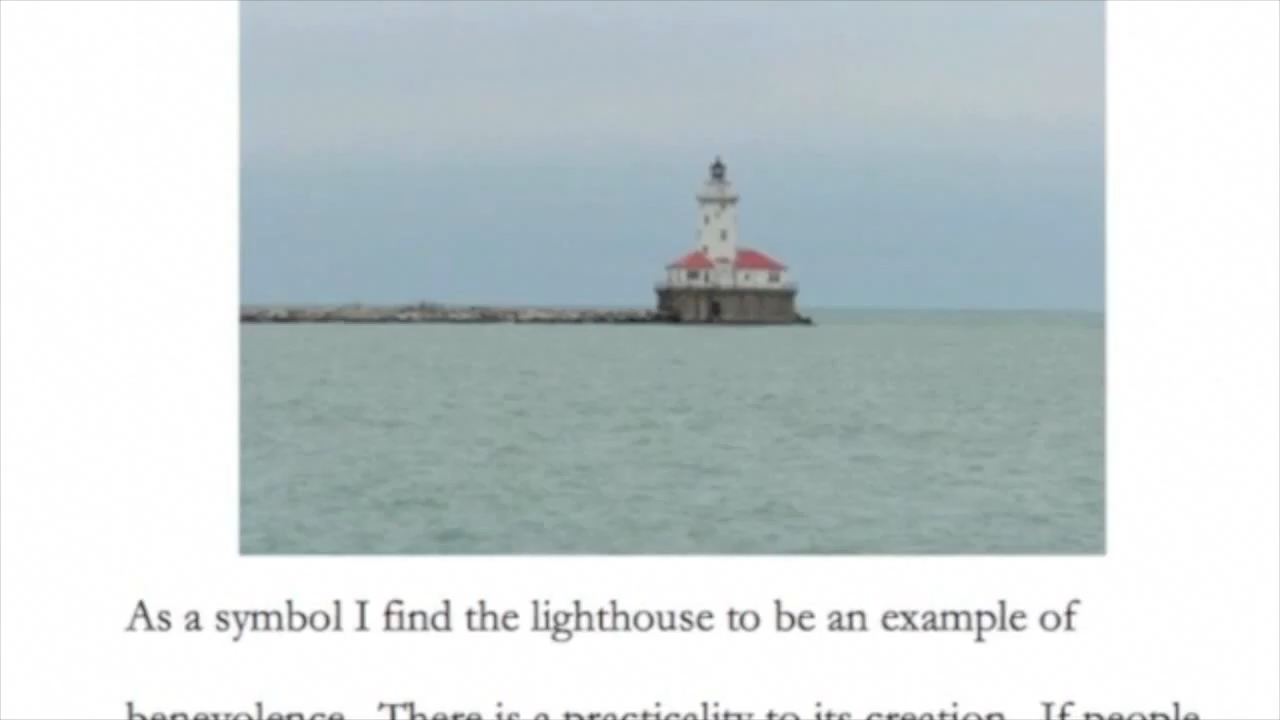 As a symbol I find the lighthouse to be an example of
benevolence.  There is a practicality to its creation.  If people